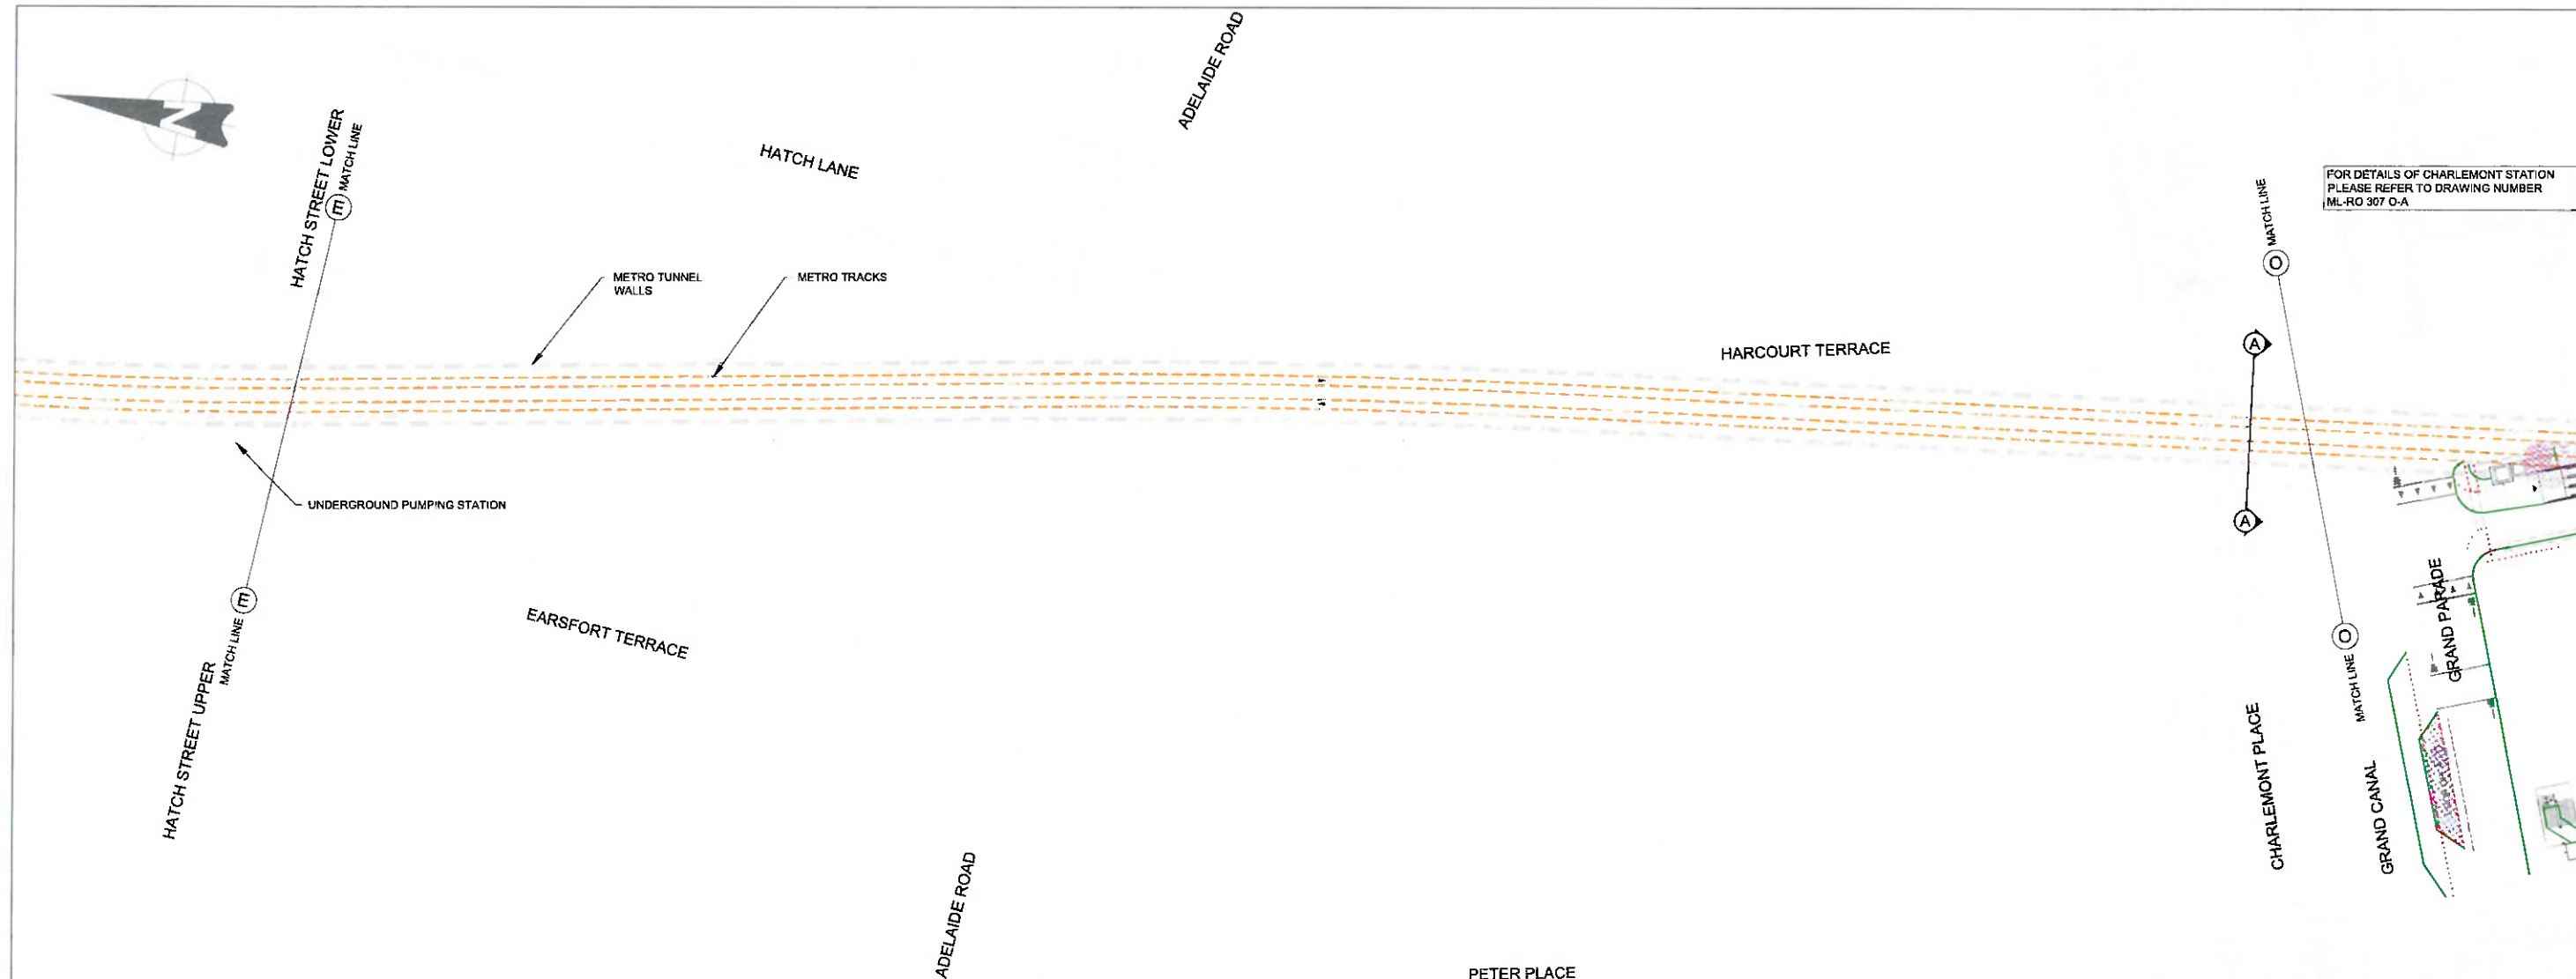 ADELAIDE ROAD
N
HATCH STREET LOWER
MATCH LINE
E
HATCH LANE
FOR DETAILS OF CHARLEMONT STATION
PLEASE REFER TO DRAWING NUMBER
ML-RO 307 O-A
MATCH LINE
O
METRO TUNNEL
WALLS
METRO TRACKS
HARCOURT TERRACE
A
UNDERGROUND PUMPING STATION
A
E
MATCH LINE
HATCH STREET UPPER
EARSFORT TERRACE
GRAND PARADE
O
MATCH LINE
CHARLEMONT PLACE
GRAND CANAL
ADELAIDE ROAD
PETER PLACE